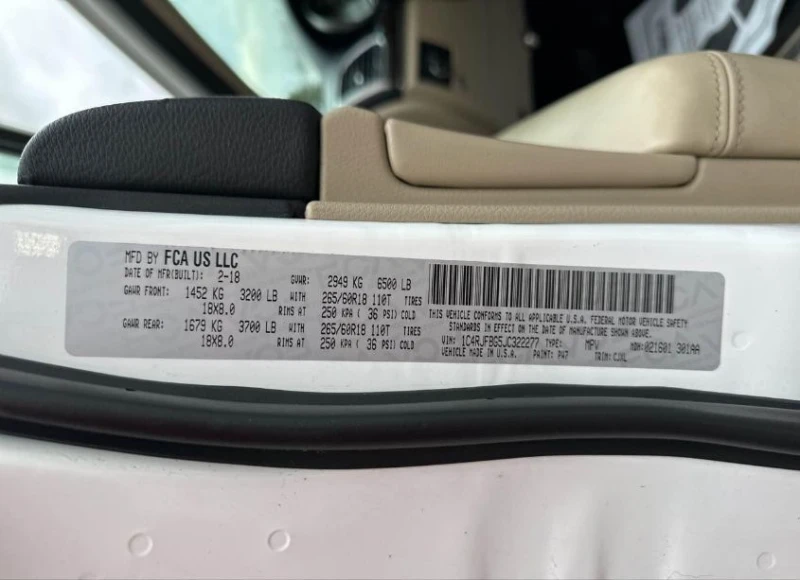 MFD BY FCA US LLC
DATE OF MFR(BUILT): 2-18 GVWR: 2949 KG 6500 LB
GAWR FRONT: 1452 KG 3200 LB WITH 265/60R18 110T TIRES
18X8.0 RIMS AT 250 KPA ( 36 PSI) COLD
GAWR REAR: 1679 KG 3700 LB WITH 265/60R18 110T TIRES
18X8.0 RIMS AT 250 KPA ( 36 PSI) COLD
THIS VEHICLE CONFORMS TO ALL APPLICABLE U.S.A. FEDERAL MOTOR VEHICLE SAFETY
STANDARDS IN EFFECT ON THE DATE OF MANUFACTURE SHOWN ABOVE.
VIN: 1C4RJFBG5JC322277 TYPE: MPV MDH: 021601 301AA
VEHICLE MADE IN U.S.A. PAINT: PW7 TRIM: CJXL